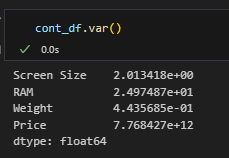 cont_df.var()
0.0s
Screen Size 2.013418e+00
RAM 2.497487e+01
Weight 4.435685e-01
Price 7.768427e+12
dtype: float64